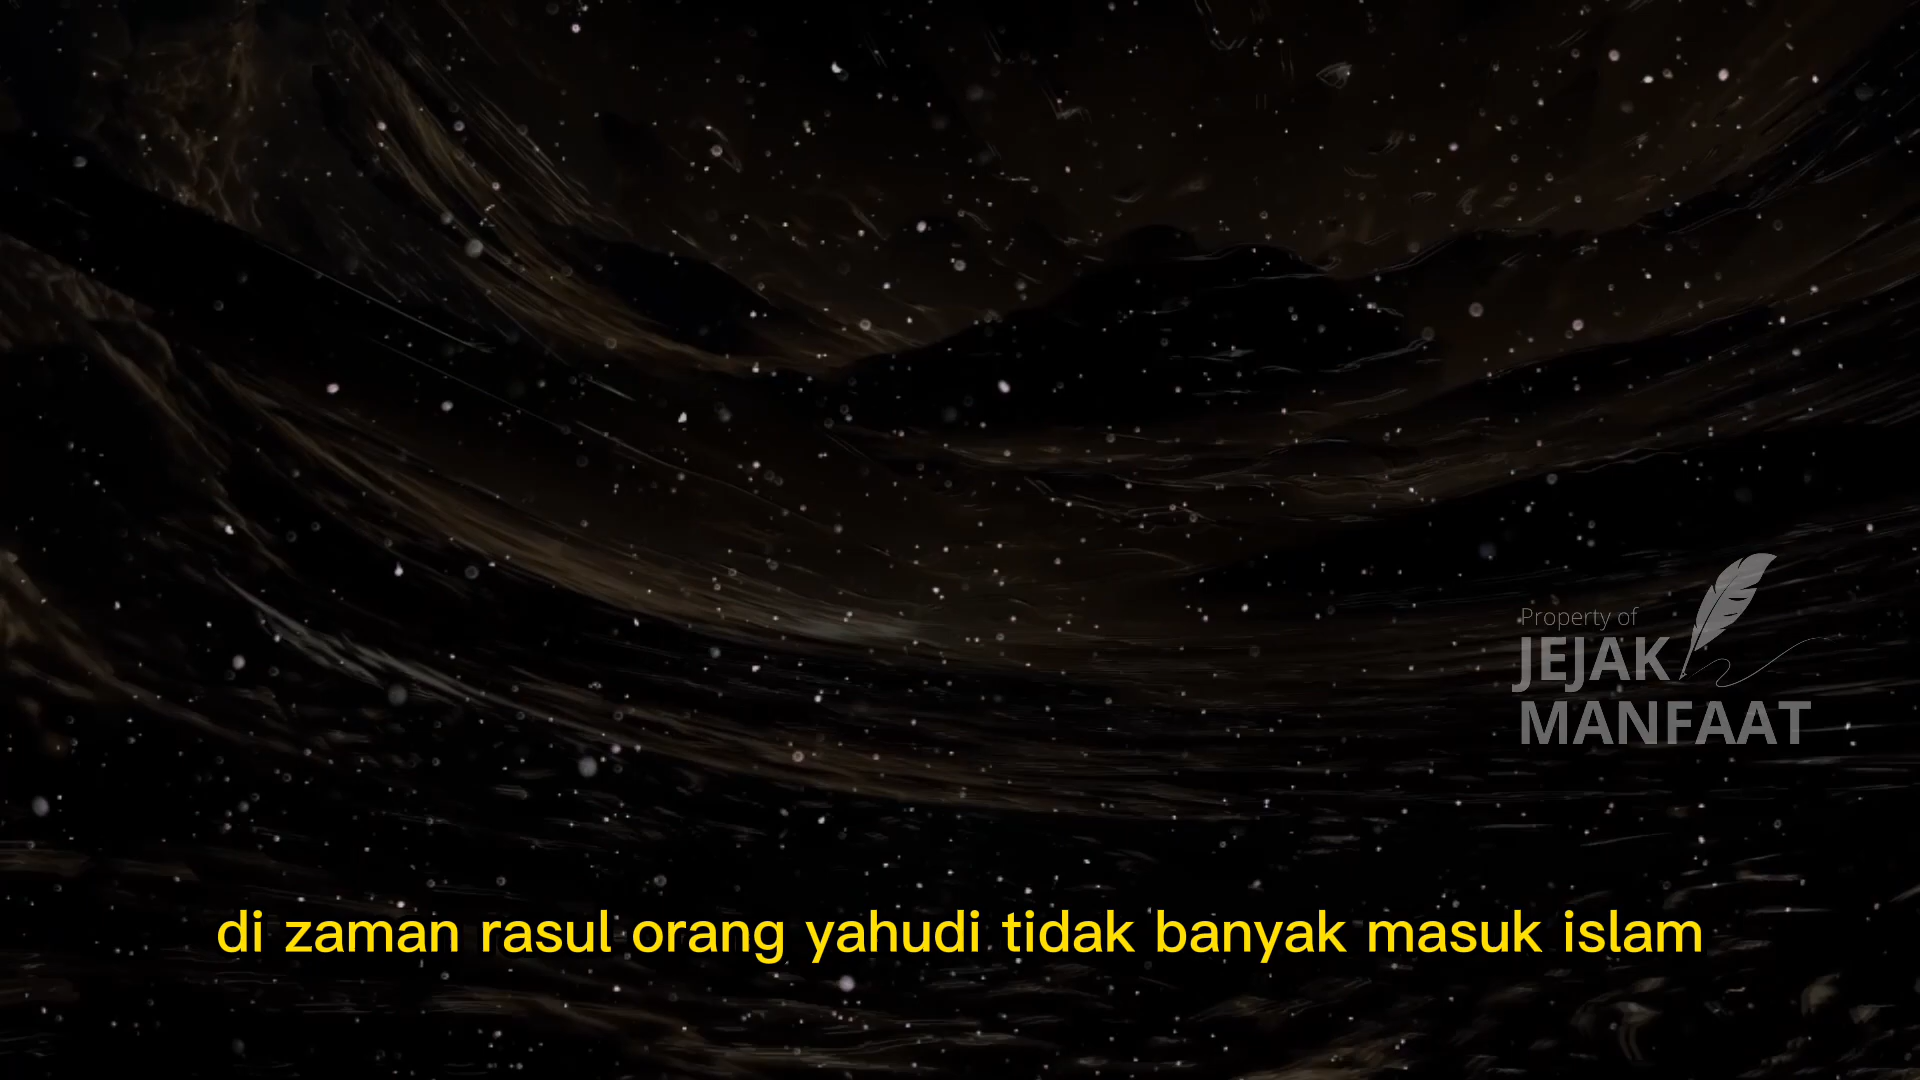 Property of
JEJAK
MANFAAT
di zaman rasul orang yahudi tidak banyak masuk islam